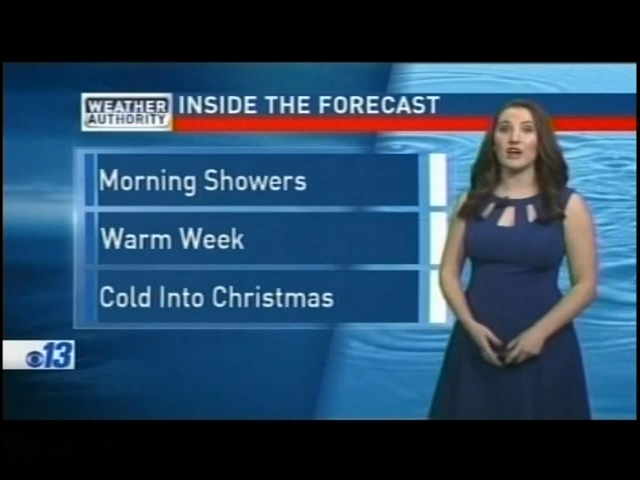 WEATHER
AUTHORITY
INSIDE THE FORECAST
Morning Showers
Warm Week
Cold Into Christmas
13